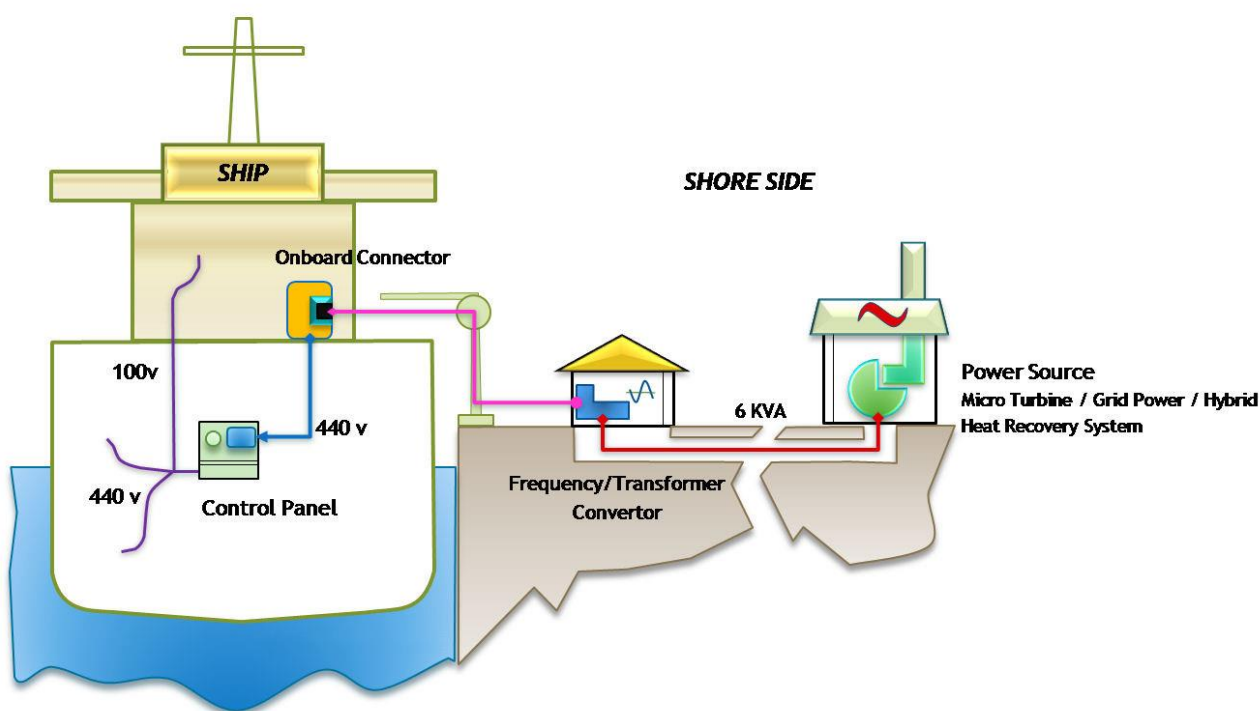 SHIP
SHORE SIDE
Onboard Connector
100v
440 v
440 v
Control Panel
6 KVA
Frequency/Transformer
Convertor
Power Source
Micro Turbine / Grid Power / Hybrid
Heat Recovery System